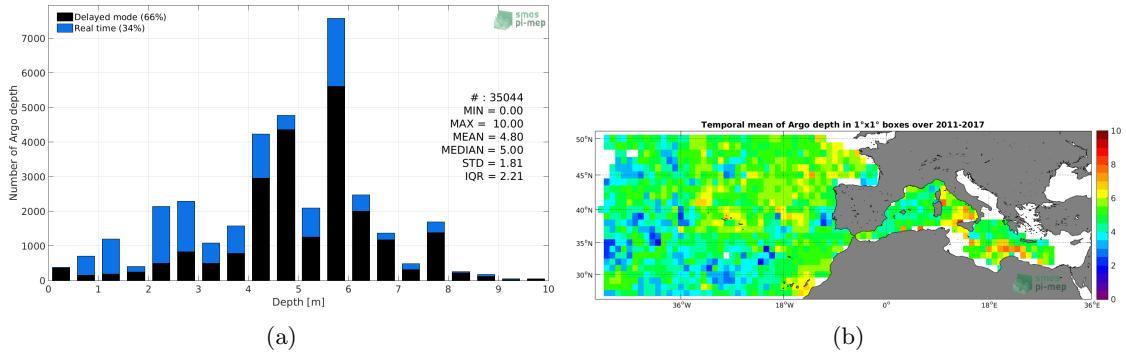 Delayed mode (66%)
Real time (34%)
smos
pi-mep
7000
6000
5000
4000
3000
2000
1000
0
Number of Argo depth
# : 35044
MIN = 0.00
MAX = 10.00
MEAN = 4.80
MEDIAN = 5.00
STD = 1.81
IQR = 2.21
0 1 2 3 4 5 6 7 8 9 10
Depth [m]
(a)
Temporal mean of Argo depth in 1°x1° boxes over 2011-2017
50°N
45°N
40°N
35°N
30°N
36°W 18°W 0° 18°E 36°E
10
8
6
4
2
0
smos
pi-mep
(b)